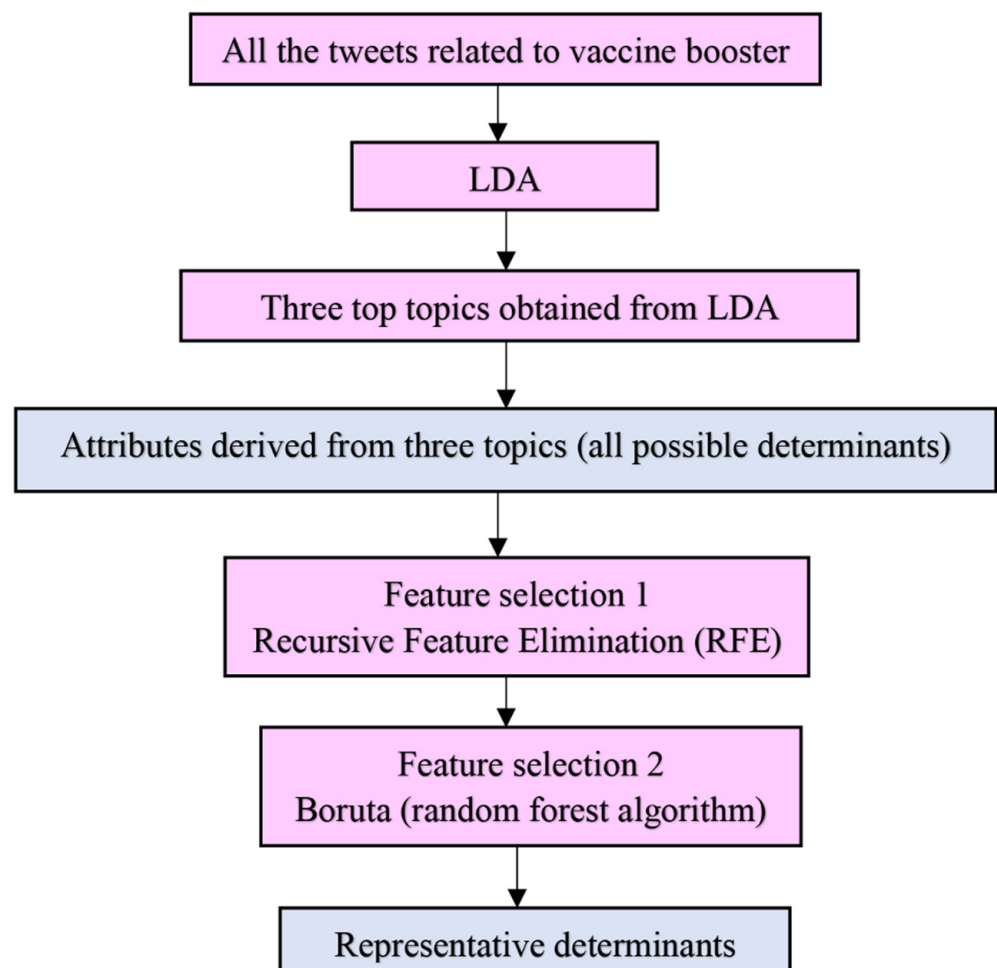 All the tweets related to vaccine booster
LDA
Three top topics obtained from LDA
Attributes derived from three topics (all possible determinants)
Feature selection 1
Recursive Feature Elimination (RFE)
Feature selection 2
Boruta (random forest algorithm)
Representative determinants